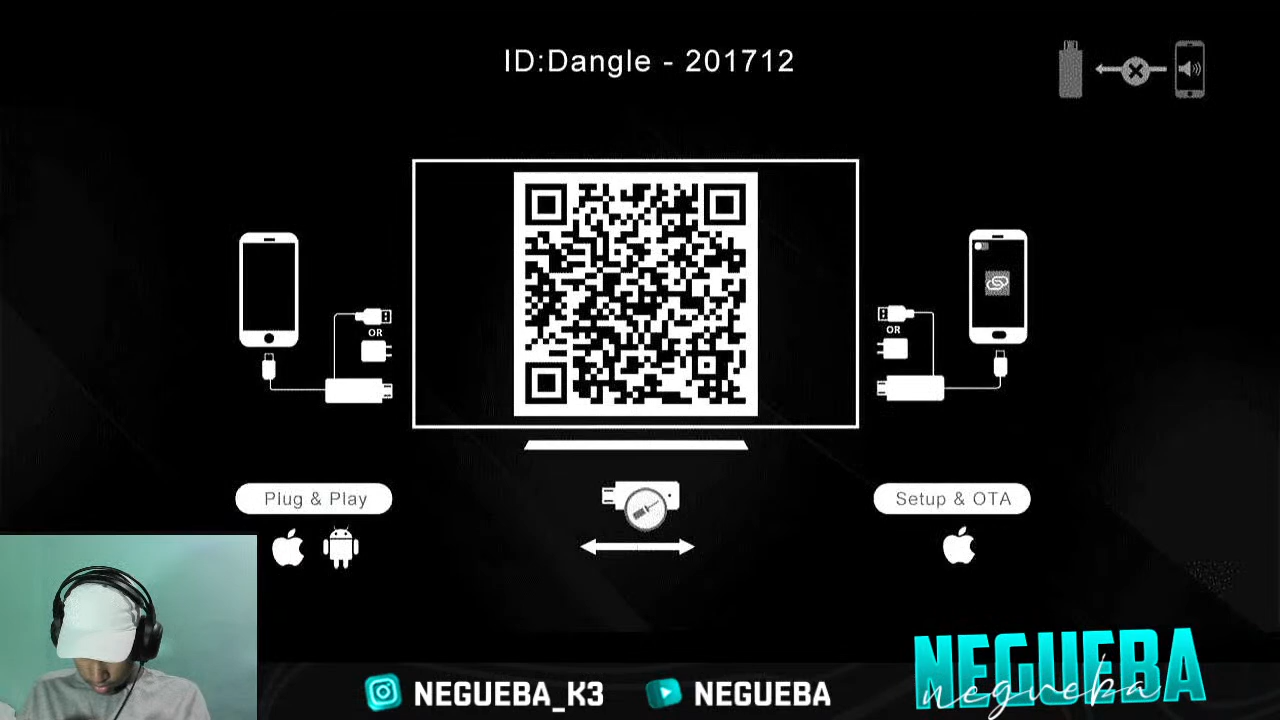 ID:Dangle - 201712
OR
OR
Plug & Play
Setup & OTA
NEGUEBA
negueba
NEGUEBA_K3
NEGUEBA